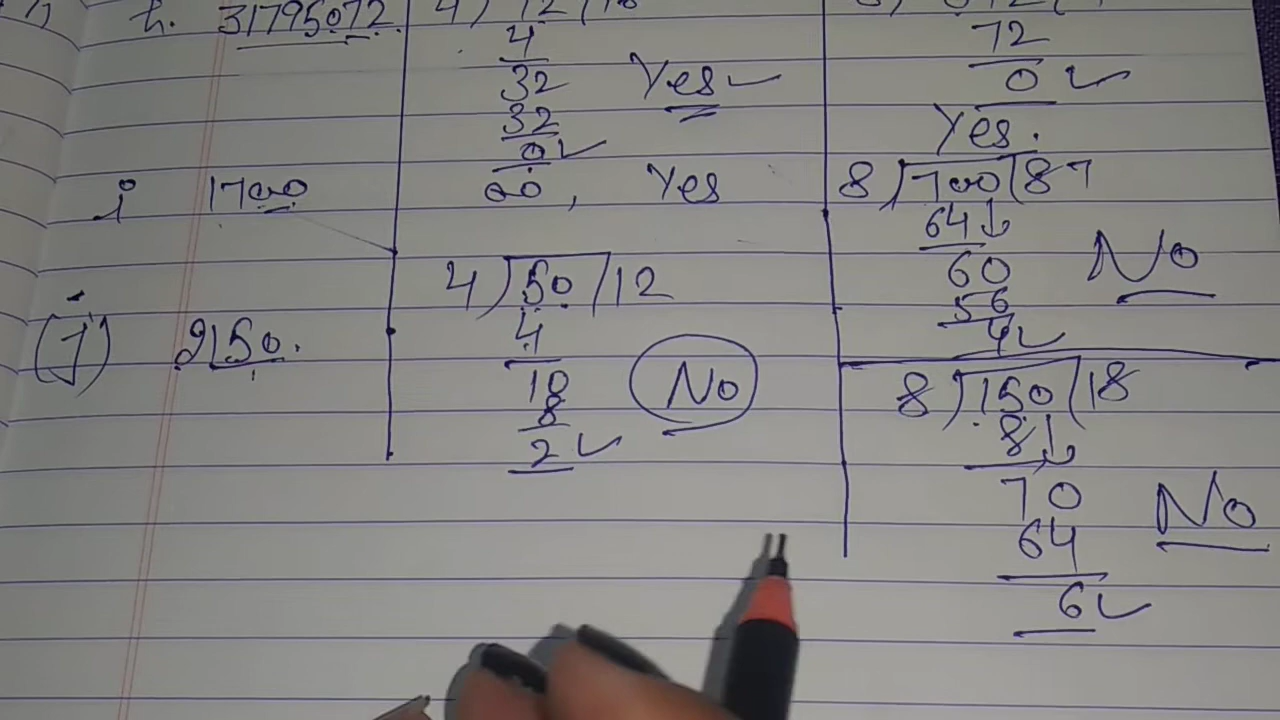 h. 31795072
4) 72 / 18
4
32 Yes
32
0
72
0
Yes.
i 1700
00, Yes
8) 700 ( 87
64
60 No
56
4
(j) 2150.
4) 50 / 12
4
10 No
8
2
8) 150 ( 18
8
70 No
64
6